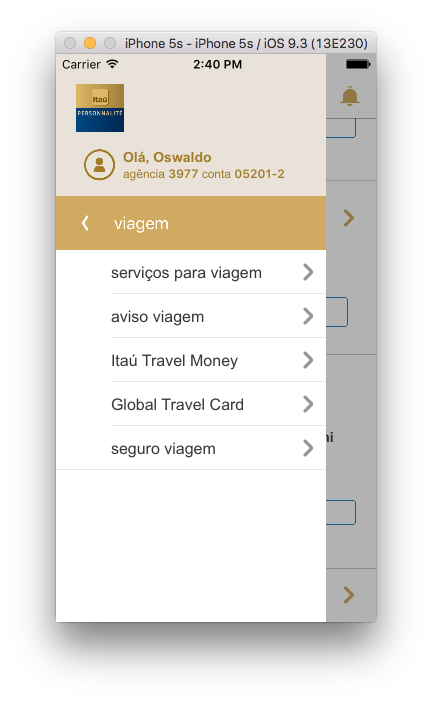 iPhone 5s - iPhone 5s / iOS 9.3 (13E230)
Carrier 2:40 PM
Itaú
PERSONNALITÉ
Olá, Oswaldo
agência 3977 conta 05201-2
viagem
serviços para viagem
aviso viagem
Itaú Travel Money
Global Travel Card
seguro viagem